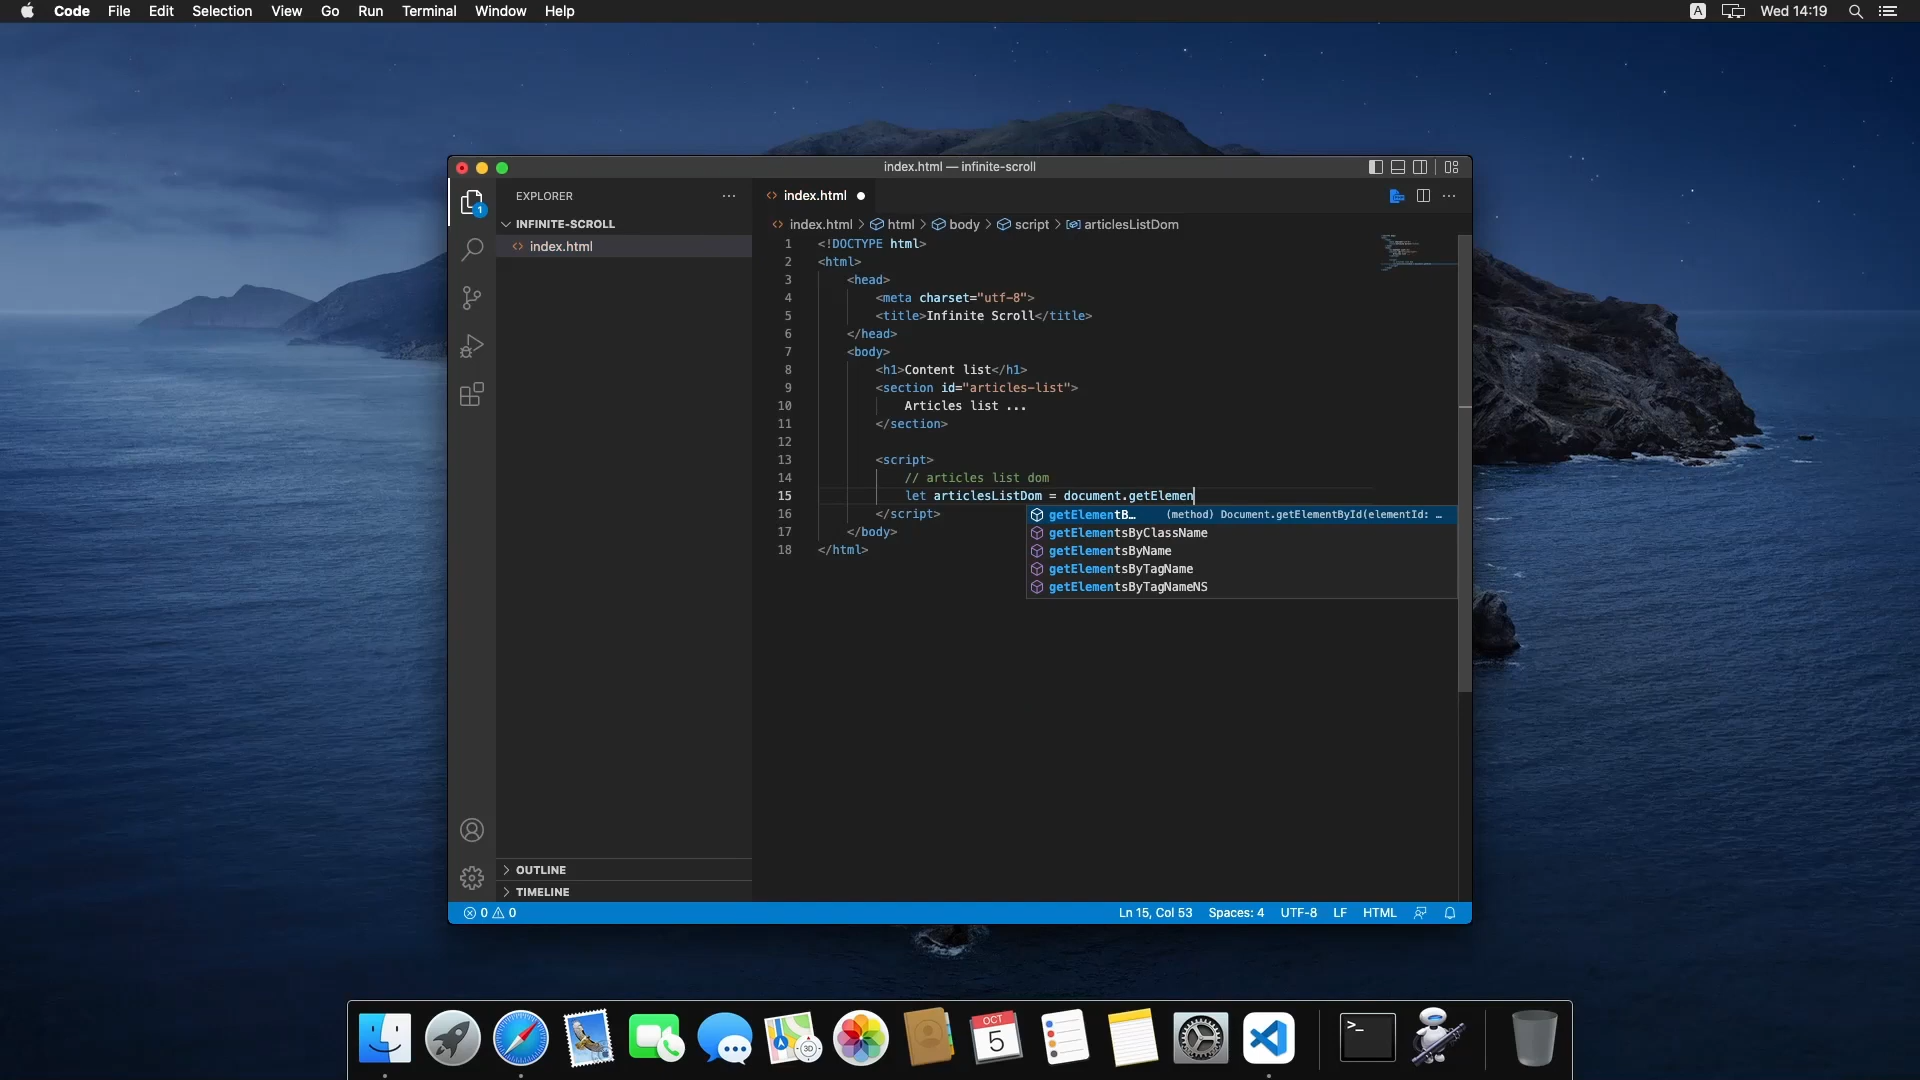 Code File Edit Selection View Go Run Terminal Window Help
A Wed 14:19
index.html — infinite-scroll
EXPLORER
INFINITE-SCROLL
index.html
1
OUTLINE
TIMELINE
index.html
index.html > html > body > script > articlesListDom
1 <!DOCTYPE html>
2 <html>
3 <head>
4 <meta charset="utf-8">
5 <title>Infinite Scroll</title>
6 </head>
7 <body>
8 <h1>Content list</h1>
9 <section id="articles-list">
10 Articles list ...
11 </section>
12
13 <script>
14 // articles list dom
15 let articlesListDom = document.getElemen
16 </script>
17 </body>
18 </html>
getElementB… (method) Document.getElementById(elementId: …
getElementsByClassName
getElementsByName
getElementsByTagName
getElementsByTagNameNS
0 0
Ln 15, Col 53 Spaces: 4 UTF-8 LF HTML
3D
OCT
5
>_